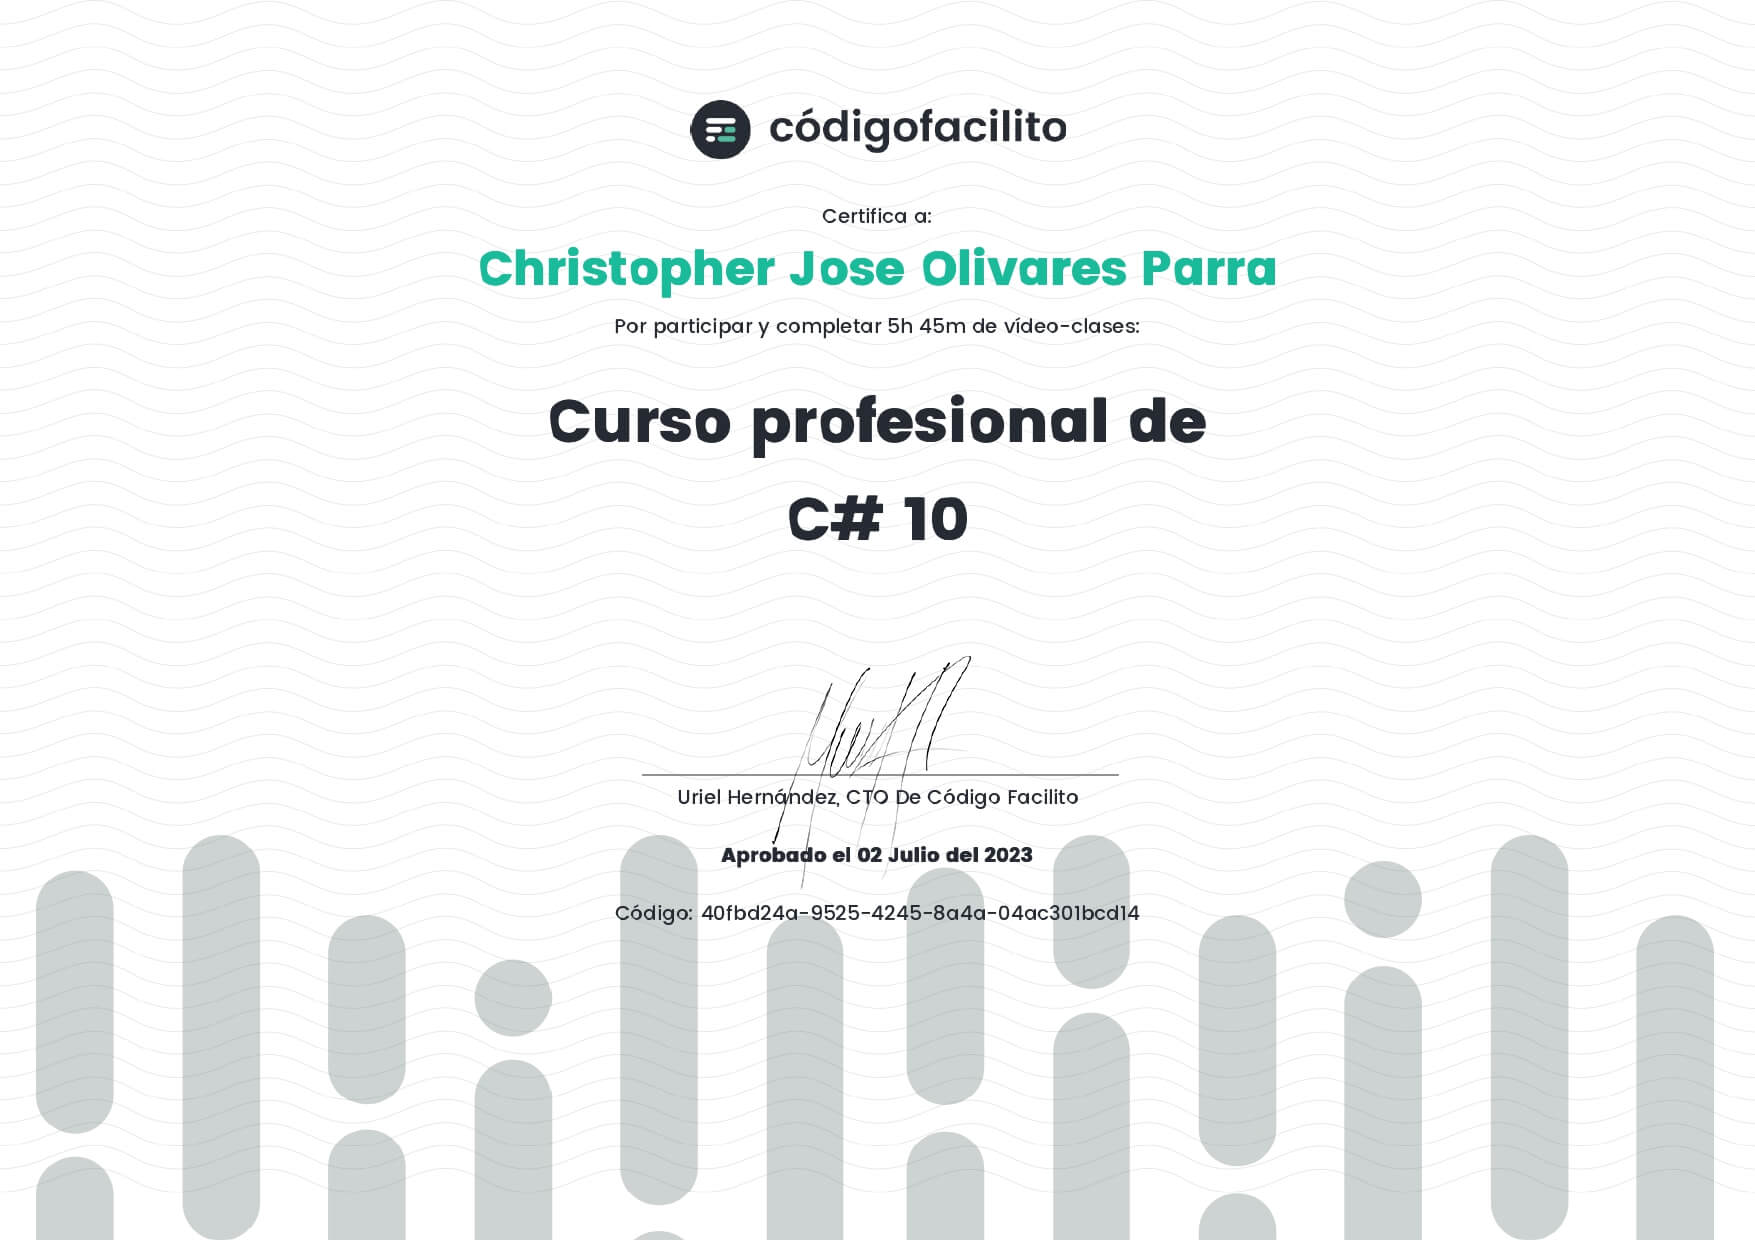 códigofacilito
Certifica a:
Christopher Jose Olivares Parra
Por participar y completar 5h 45m de vídeo-clases:
Curso profesional de
C# 10
Uriel Hernández, CTO De Código Facilito
Aprobado el 02 Julio del 2023
Código: 40fbd24a-9525-4245-8a4a-04ac301bcd14